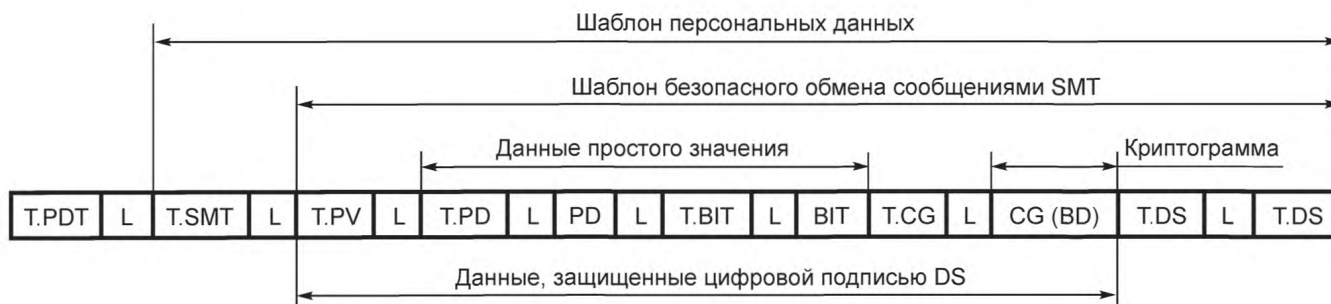 Шаблон персональных данных
Шаблон безопасного обмена сообщениями SMT
Данные простого значения
Криптограмма
T.PDT L T.SMT L T.PV L T.PD L PD L T.BIT L BIT T.CG L CG (BD) T.DS L T.DS
Данные, защищенные цифровой подписью DS